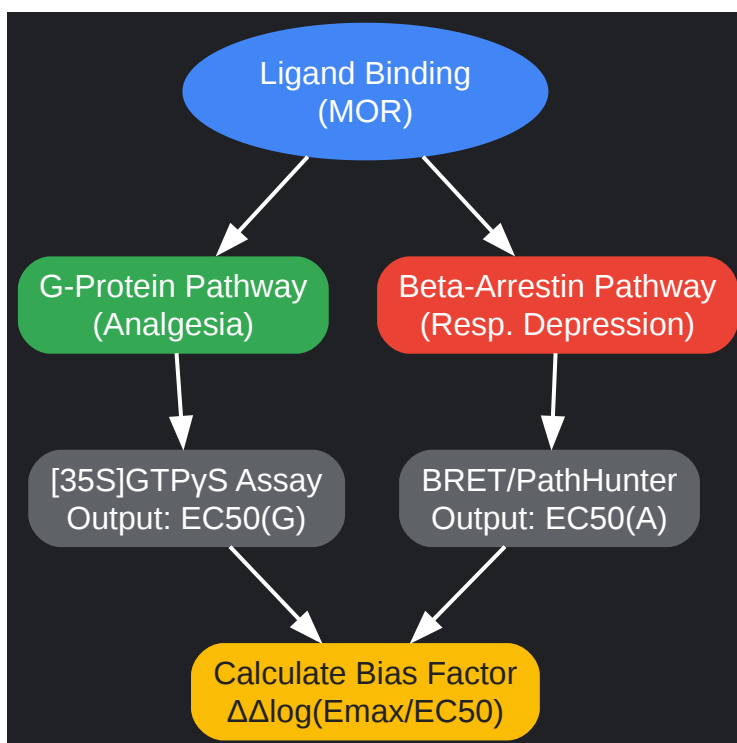 Ligand Binding
(MOR)
G-Protein Pathway
(Analgesia)
Beta-Arrestin Pathway
(Resp. Depression)
[35S]GTPγS Assay
Output: EC50(G)
BRET/PathHunter
Output: EC50(A)
Calculate Bias Factor
ΔΔlog(Emax/EC50)